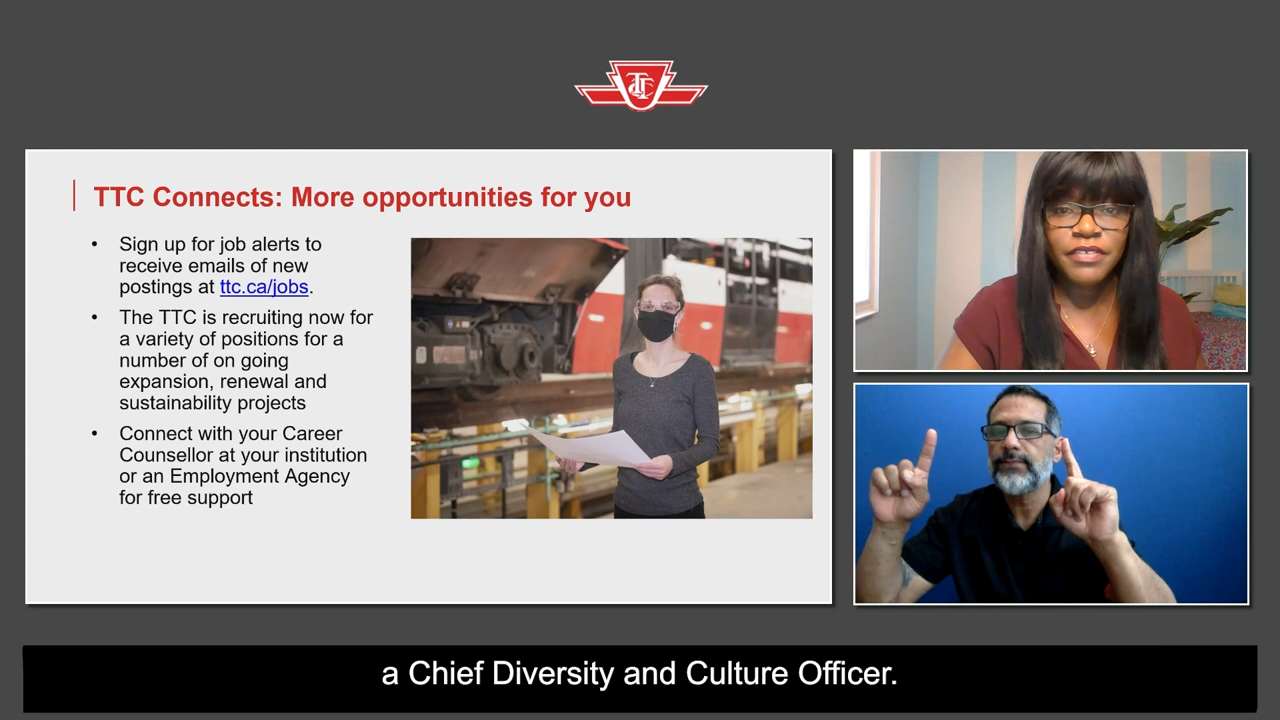 TTC
TTC Connects: More opportunities for you
• Sign up for job alerts to
receive emails of new
postings at ttc.ca/jobs.
• The TTC is recruiting now for
a variety of positions for a
number of on going
expansion, renewal and
sustainability projects
• Connect with your Career
Counsellor at your institution
or an Employment Agency
for free support
a Chief Diversity and Culture Officer.